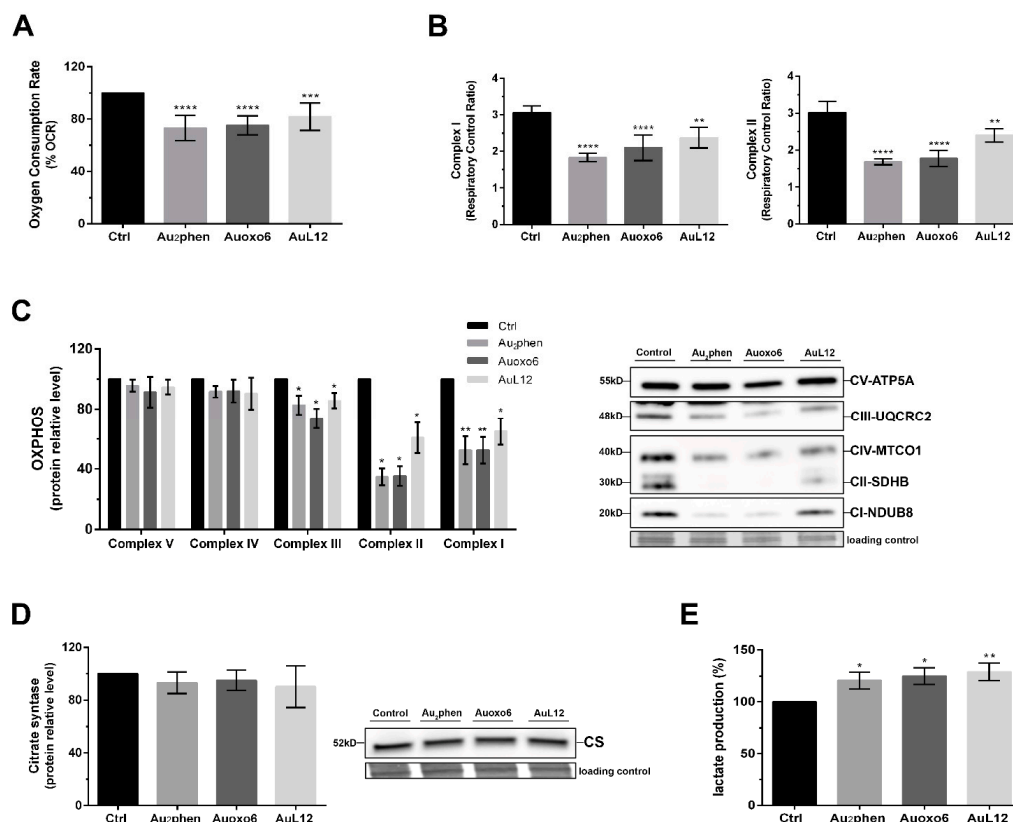 A
Oxygen Consumption Rate
(% OCR)
120
80
40
0
**** **** ***
Ctrl Au2phen Auoxo6 AuL12
B
Complex I
(Respiratory Control Ratio)
4
3
2
1
0
**** **** **
Ctrl Au2phen Auoxo6 AuL12
Complex II
(Respiratory Control Ratio)
4
3
2
1
0
**** **** **
Ctrl Au2phen Auoxo6 AuL12
C
OXPHOS
(protein relative level)
120
80
40
0
Ctrl
Au2phen
Auoxo6
AuL12
* * * * * * ** ** *
Complex V Complex IV Complex III Complex II Complex I
Control Au2phen Auoxo6 AuL12
55kD CV-ATP5A
48kD CIII-UQCRC2
40kD CIV-MTCO1
30kD CII-SDHB
20kD CI-NDUB8
loading control
D
Citrate syntase
(protein relative level)
120
80
40
0
Ctrl Au2phen Auoxo6 AuL12
Control Au2phen Auoxo6 AuL12
52kD CS
loading control
E
lactate production (%)
150
125
100
75
50
* * **
Ctrl Au2phen Auoxo6 AuL12